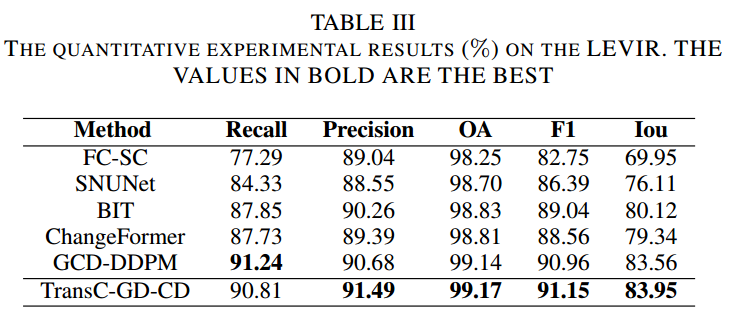 TABLE III
THE QUANTITATIVE EXPERIMENTAL RESULTS (%) ON THE LEVIR. THE
VALUES IN BOLD ARE THE BEST
Method Recall Precision OA F1 Iou
FC-SC 77.29 89.04 98.25 82.75 69.95
SNUNet 84.33 88.55 98.70 86.39 76.11
BIT 87.85 90.26 98.83 89.04 80.12
ChangeFormer 87.73 89.39 98.81 88.56 79.34
GCD-DDPM 91.24 90.68 99.14 90.96 83.56
TransC-GD-CD 90.81 91.49 99.17 91.15 83.95